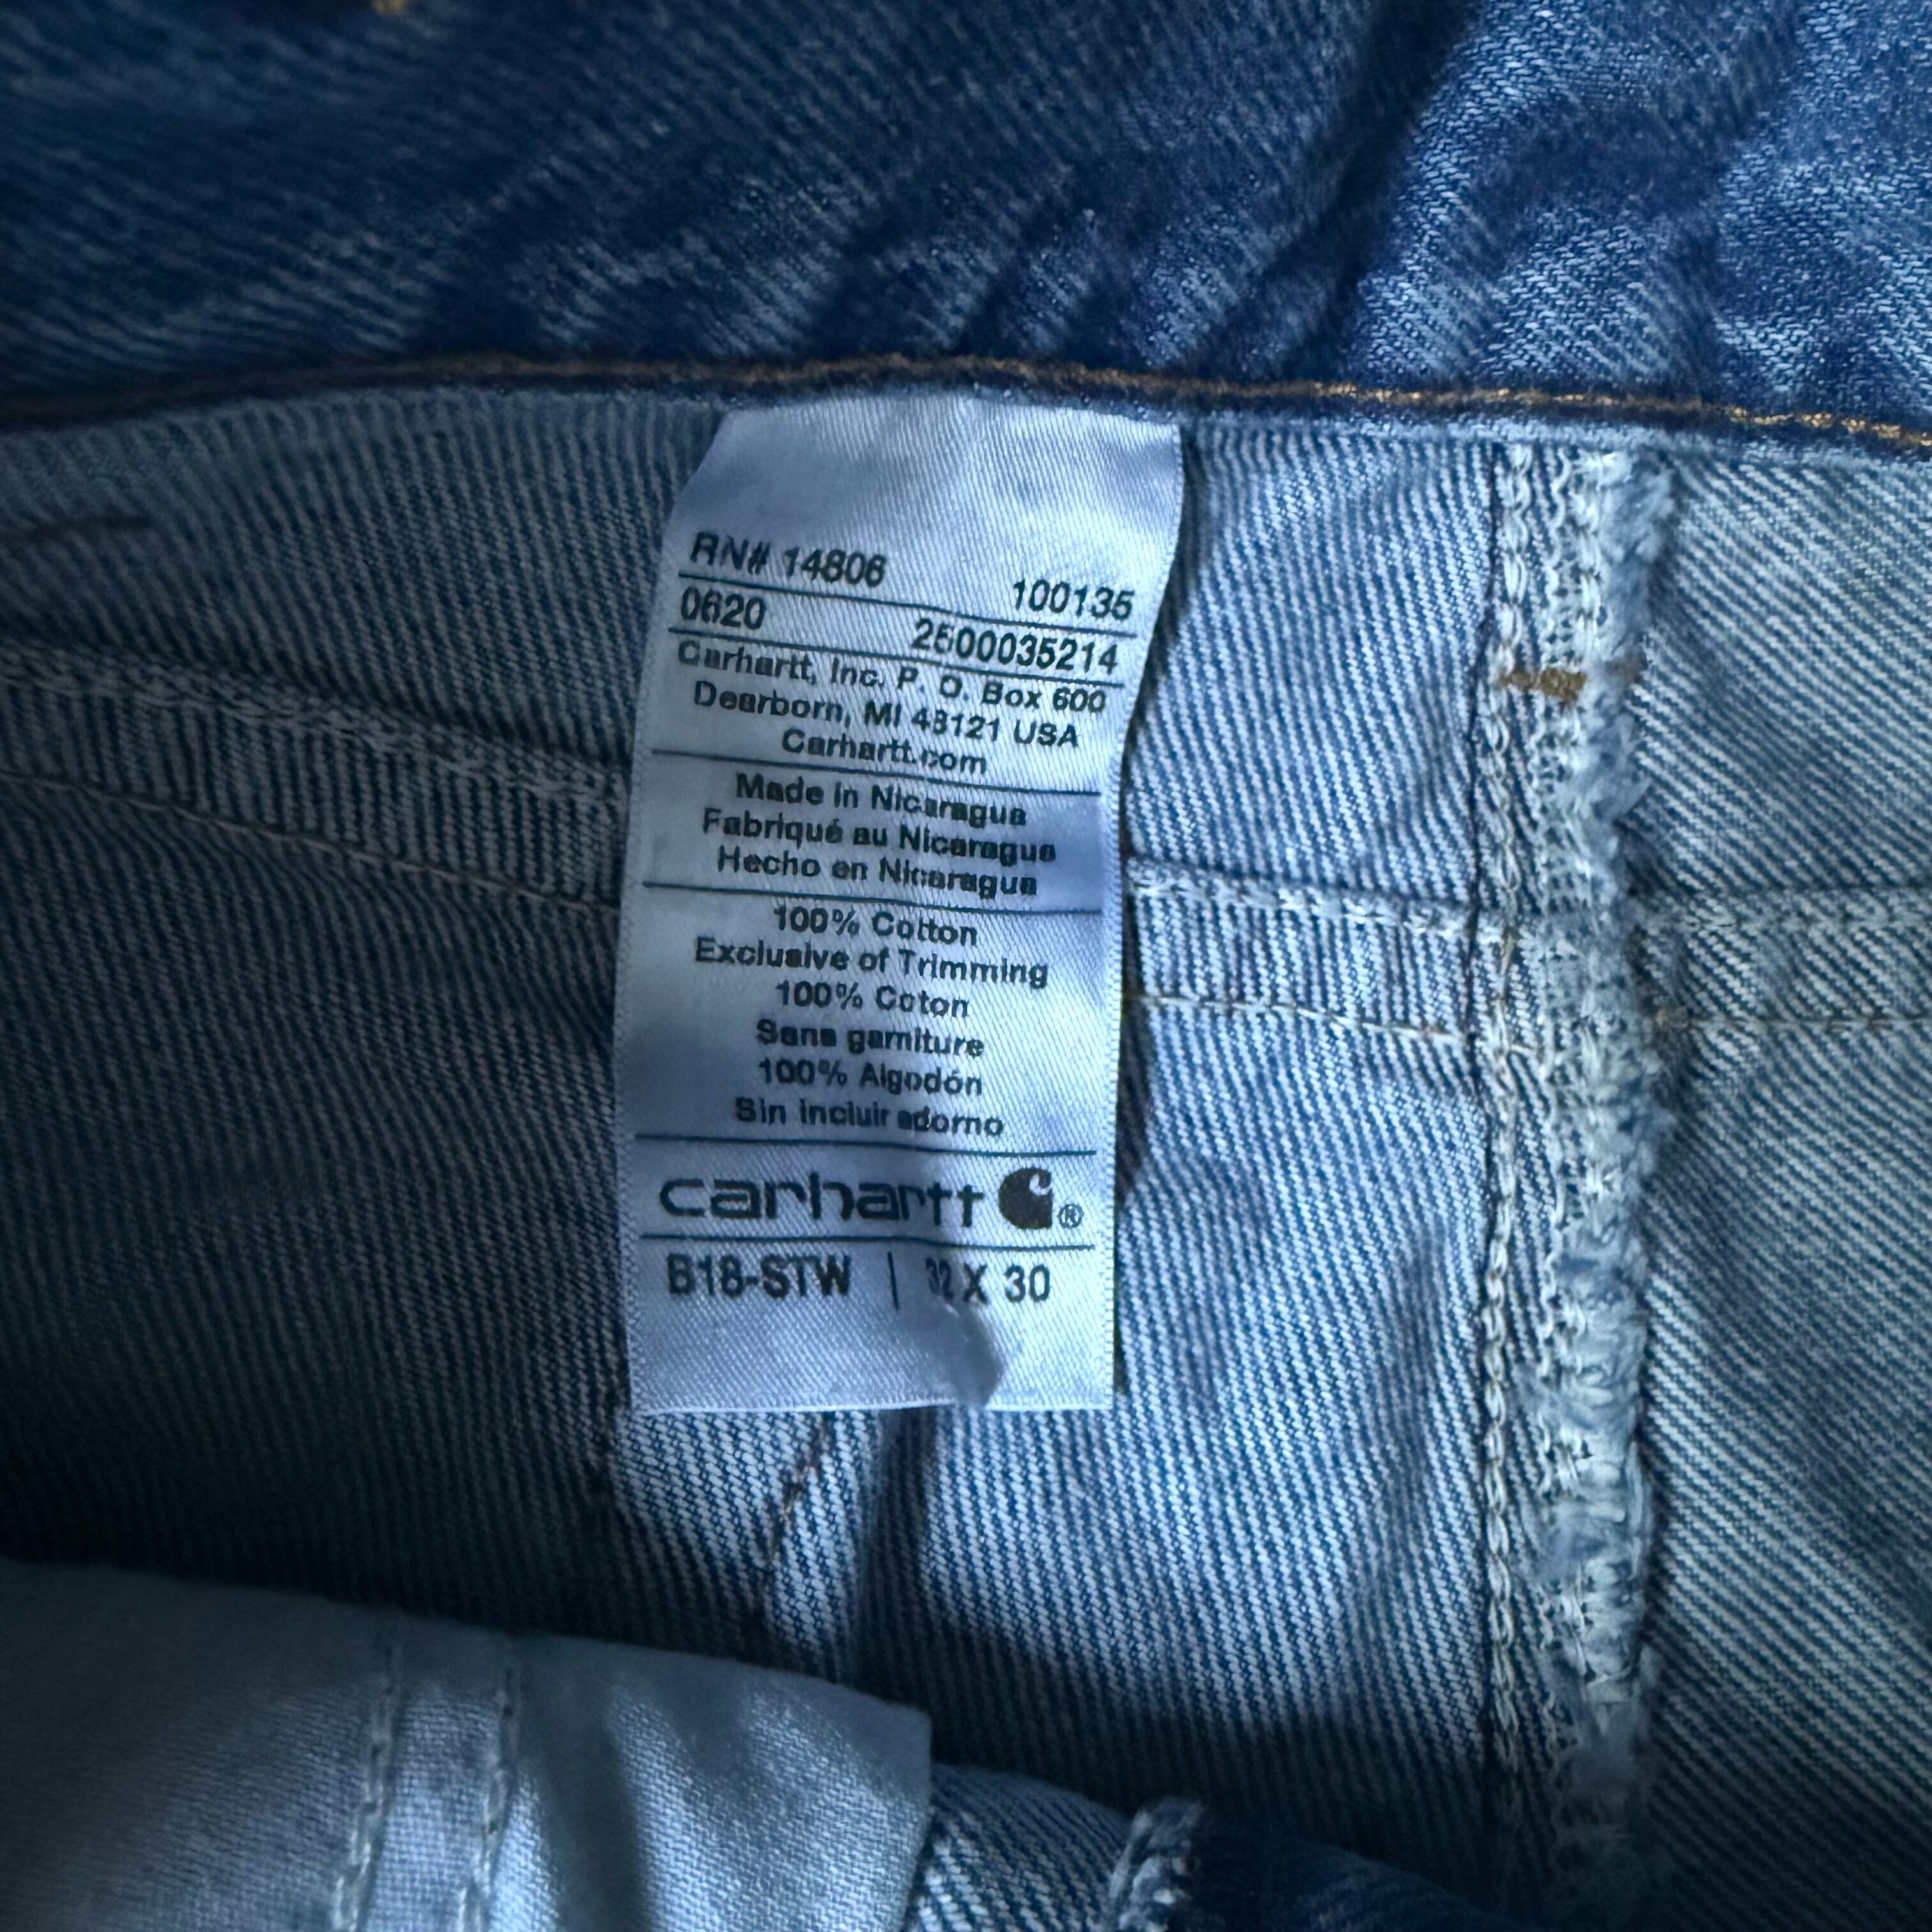 RN# 14806 100135
0620 2500035214
Carhartt, Inc. P. O. Box 600
Dearborn, MI 48121 USA
Carhartt.com
Made in Nicaragua
Fabriqué au Nicaragua
Hecho en Nicaragua
100% Cotton
Exclusive of Trimming
100% Coton
Sans garniture
100% Algodón
Sin incluir adorno
carhartt ®
B18-STW | 32 X 30